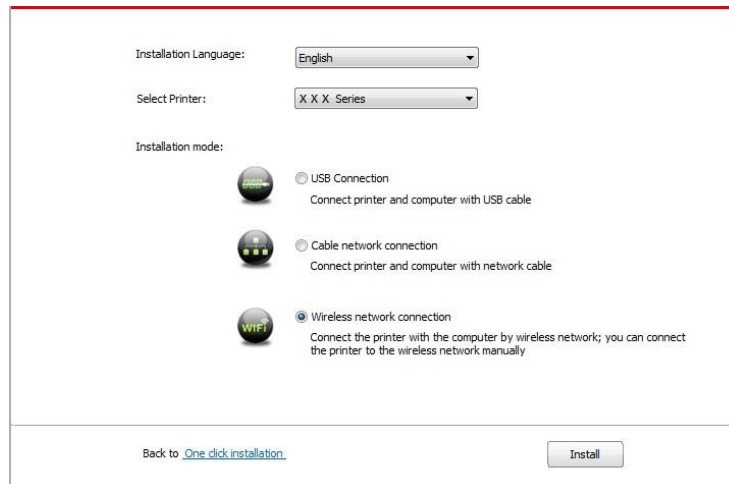 Installation Language:
English
Select Printer:
X X X Series
Installation mode:
USB
USB Connection
Connect printer and computer with USB cable
Cable network connection
Connect printer and computer with network cable
WiFi
Wireless network connection
Connect the printer with the computer by wireless network; you can connect
the printer to the wireless network manually
Back to One click installation
Install